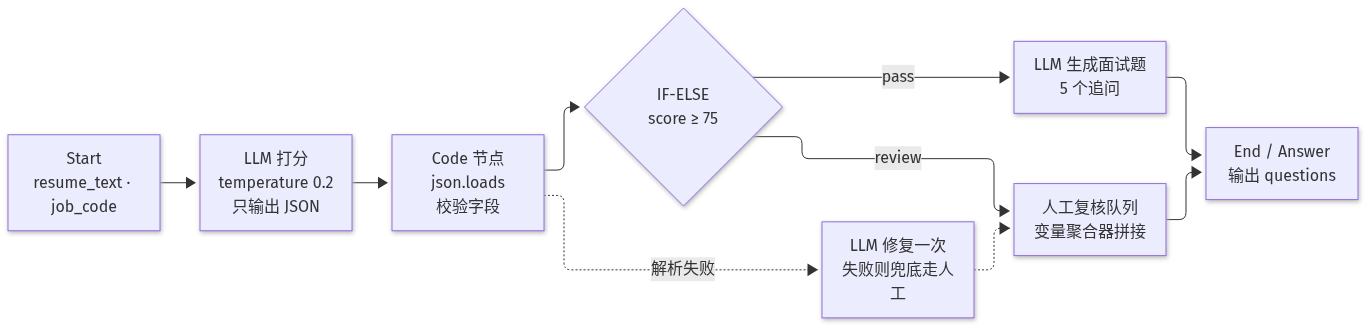 Start
resume_text ·
job_code
LLM 打分
temperature 0.2
只输出 JSON
Code 节点
json.loads
校验字段
IF-ELSE
score ≥ 75
pass
review
解析失败
LLM 修复一次
失败则兜底走人
工
LLM 生成面试题
5 个追问
人工复核队列
变量聚合器拼接
End / Answer
输出 questions